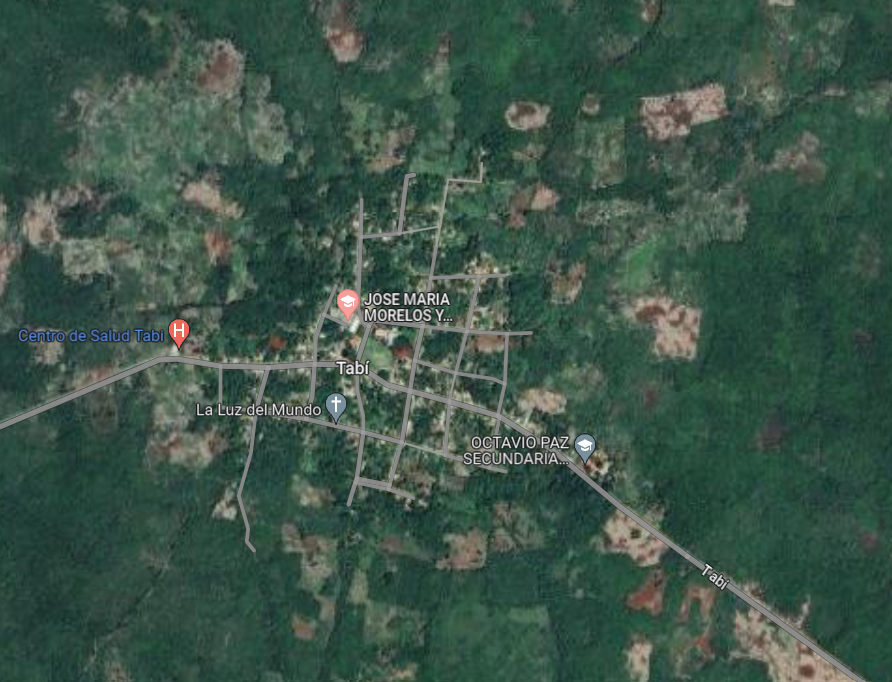 JOSE MARIA
MORELOS Y...
Centro de Salud Tabi
H
Tabí
La Luz del Mundo
OCTAVIO PAZ
SECUNDARIA...
Tabí